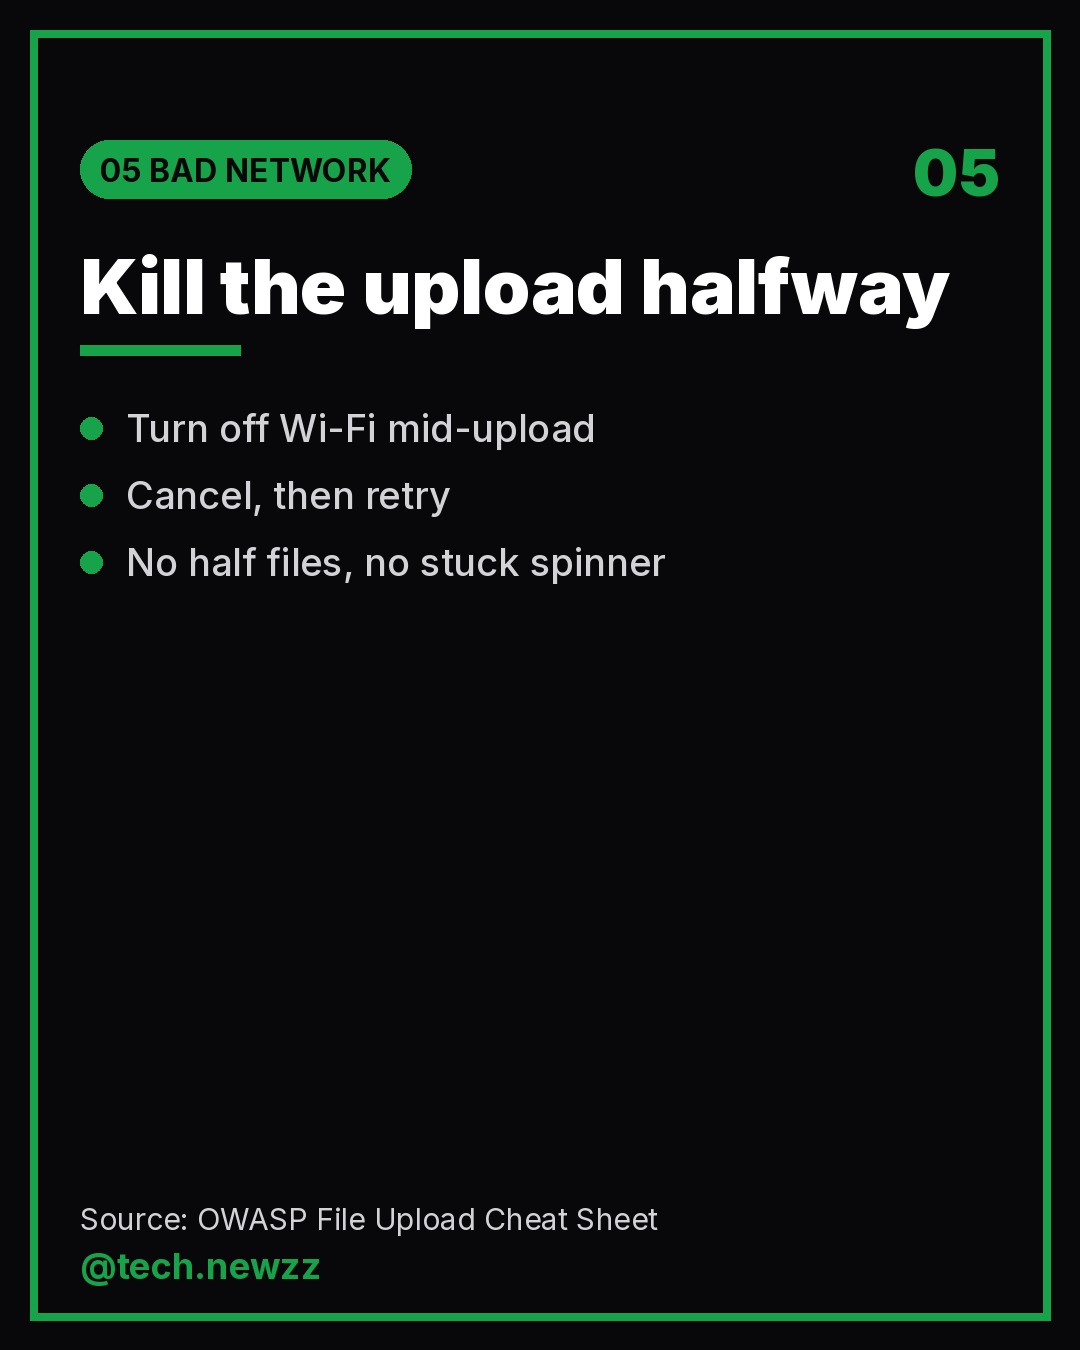 05 BAD NETWORK
05
Kill the upload halfway
Turn off Wi-Fi mid-upload
Cancel, then retry
No half files, no stuck spinner
Source: OWASP File Upload Cheat Sheet
@tech.newzz